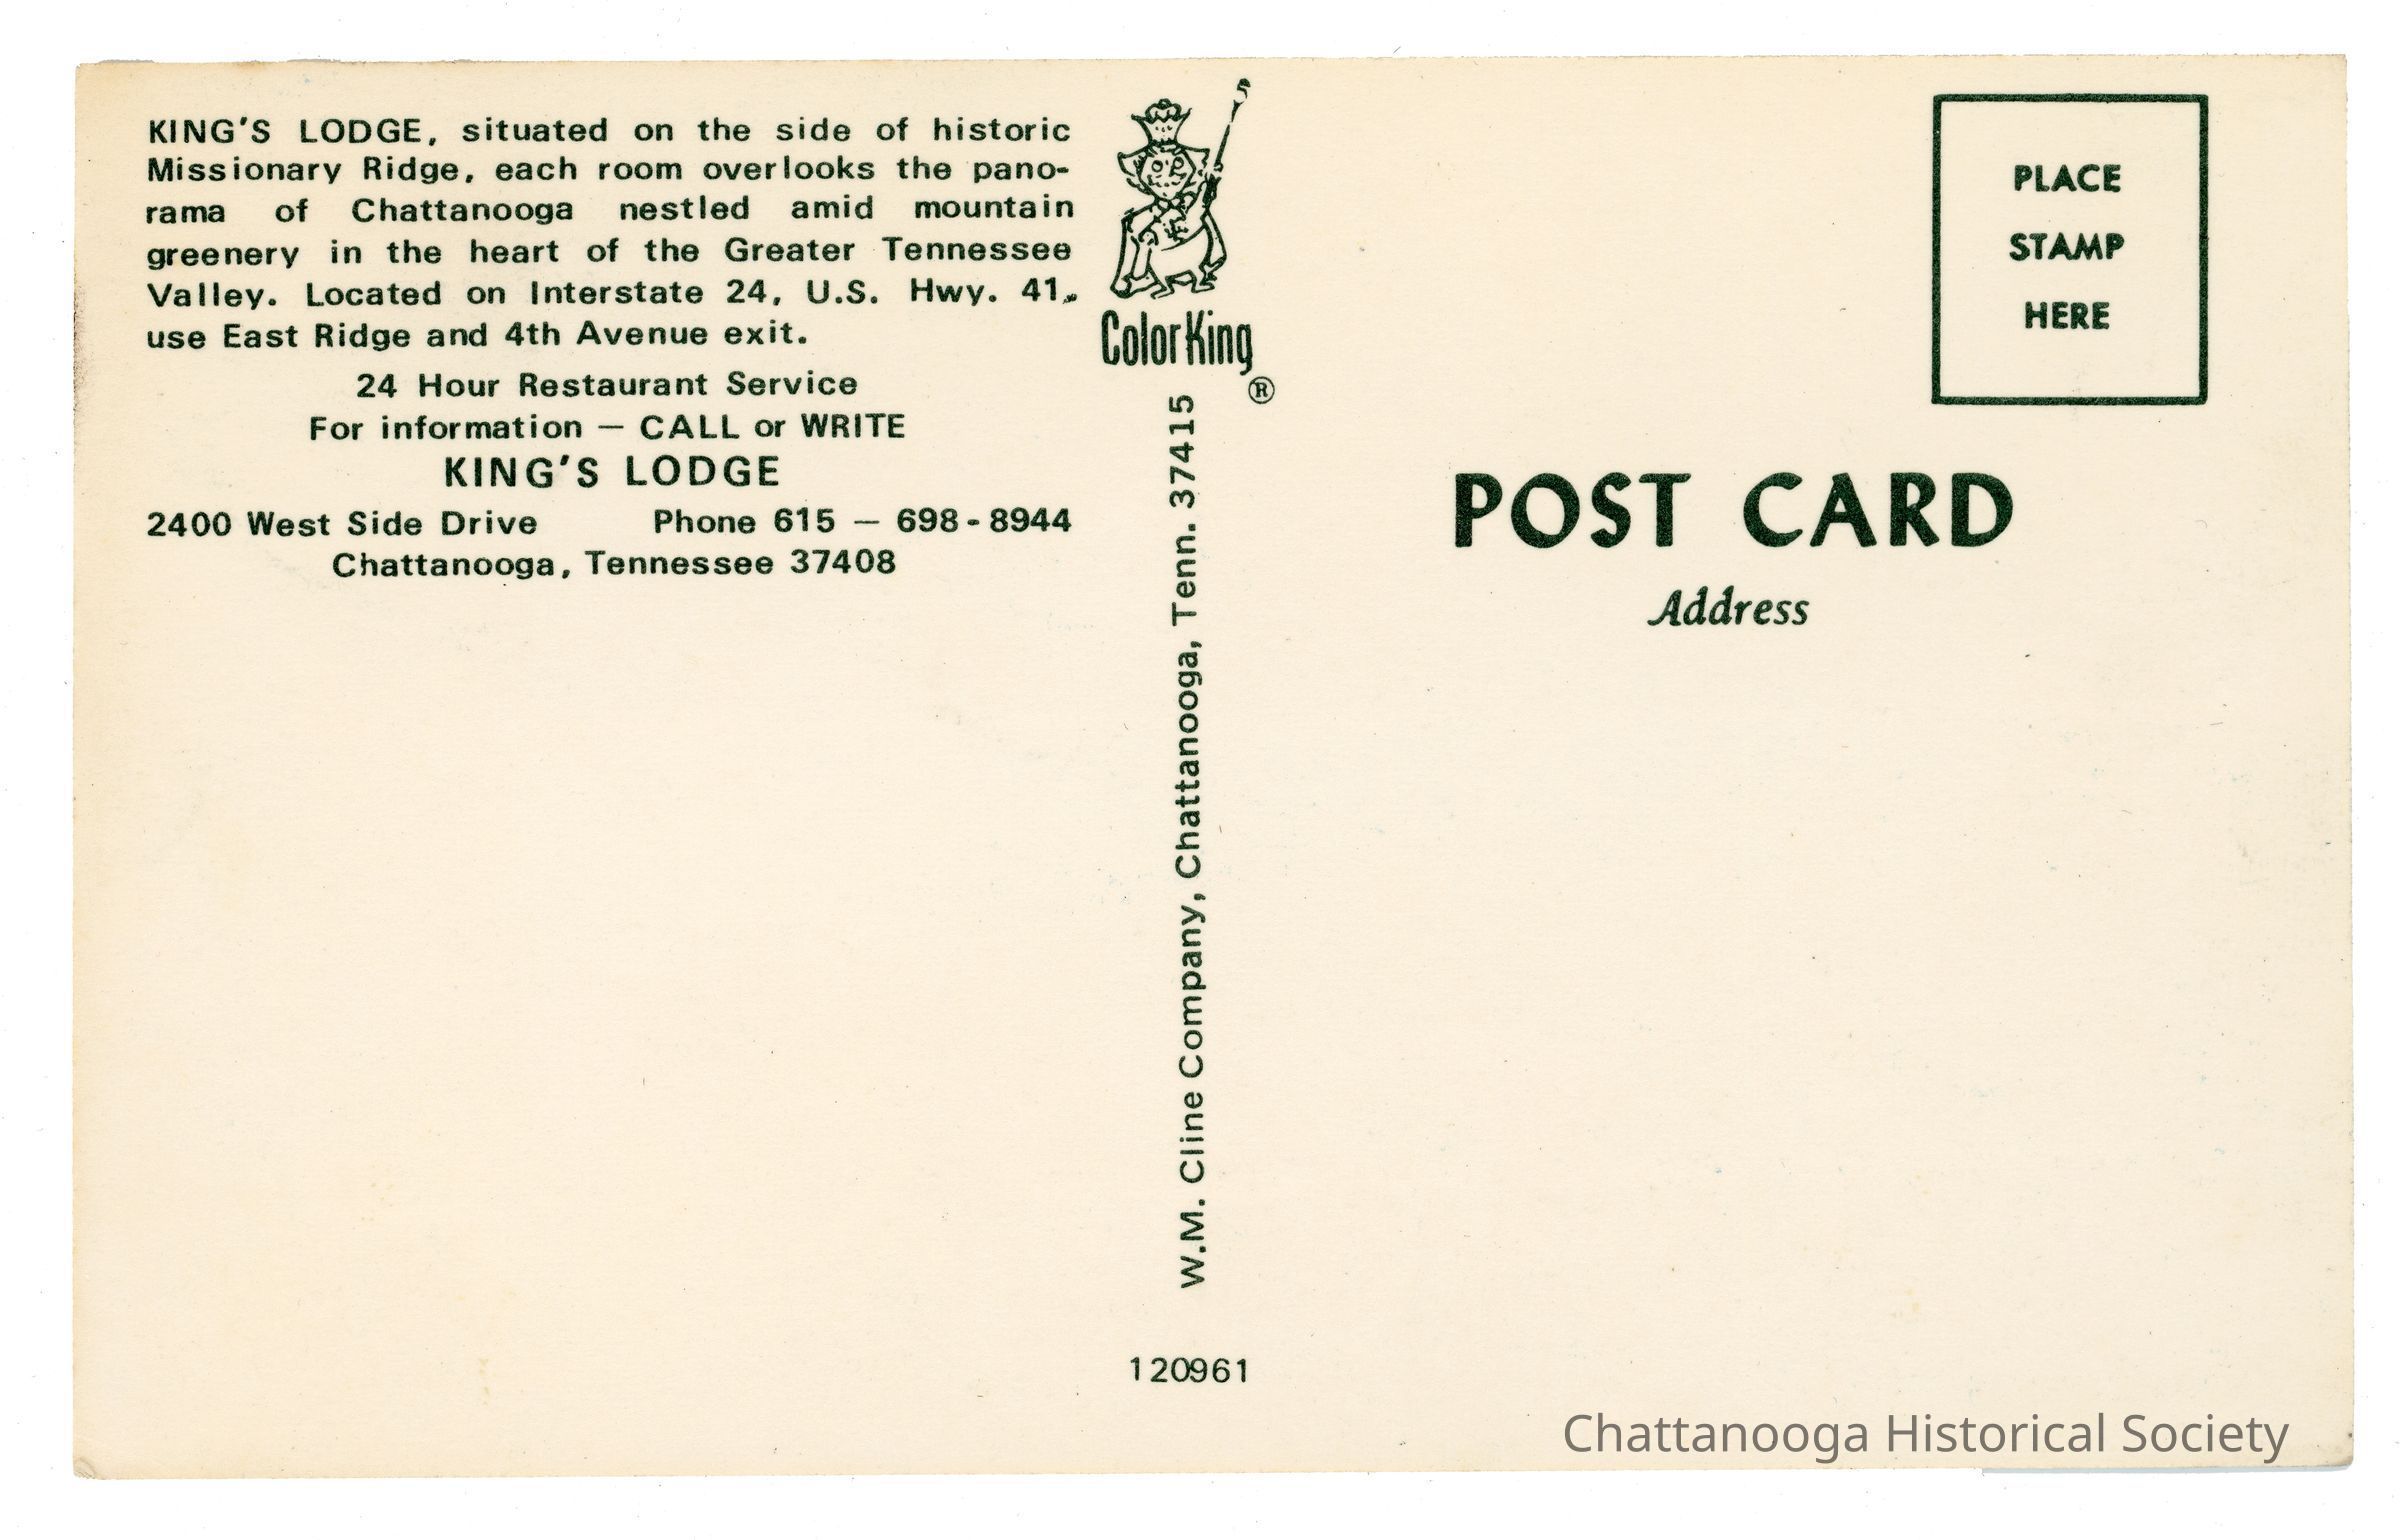 KING'S LODGE, situated on the side of historic
Missionary Ridge, each room overlooks the pano-
rama of Chattanooga nestled amid mountain
greenery in the heart of the Greater Tennessee
Valley. Located on Interstate 24, U.S. Hwy. 41,
use East Ridge and 4th Avenue exit.
24 Hour Restaurant Service
For information — CALL or WRITE
KING'S LODGE
2400 West Side Drive Phone 615 — 698-8944
Chattanooga, Tennessee 37408
ColorKing
®
W.M. Cline Company, Chattanooga, Tenn. 37415
120961
PLACE
STAMP
HERE
POST CARD
Address
Chattanooga Historical Society